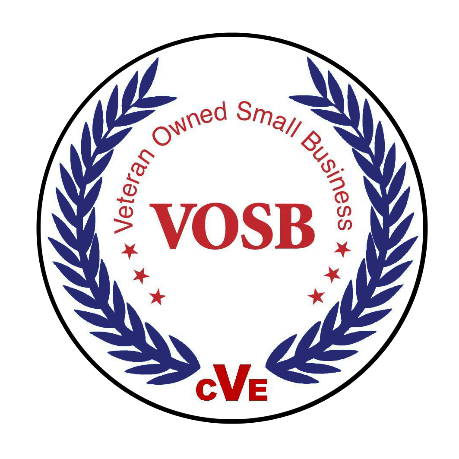 Veteran Owned Small Business
VOSB
CVE